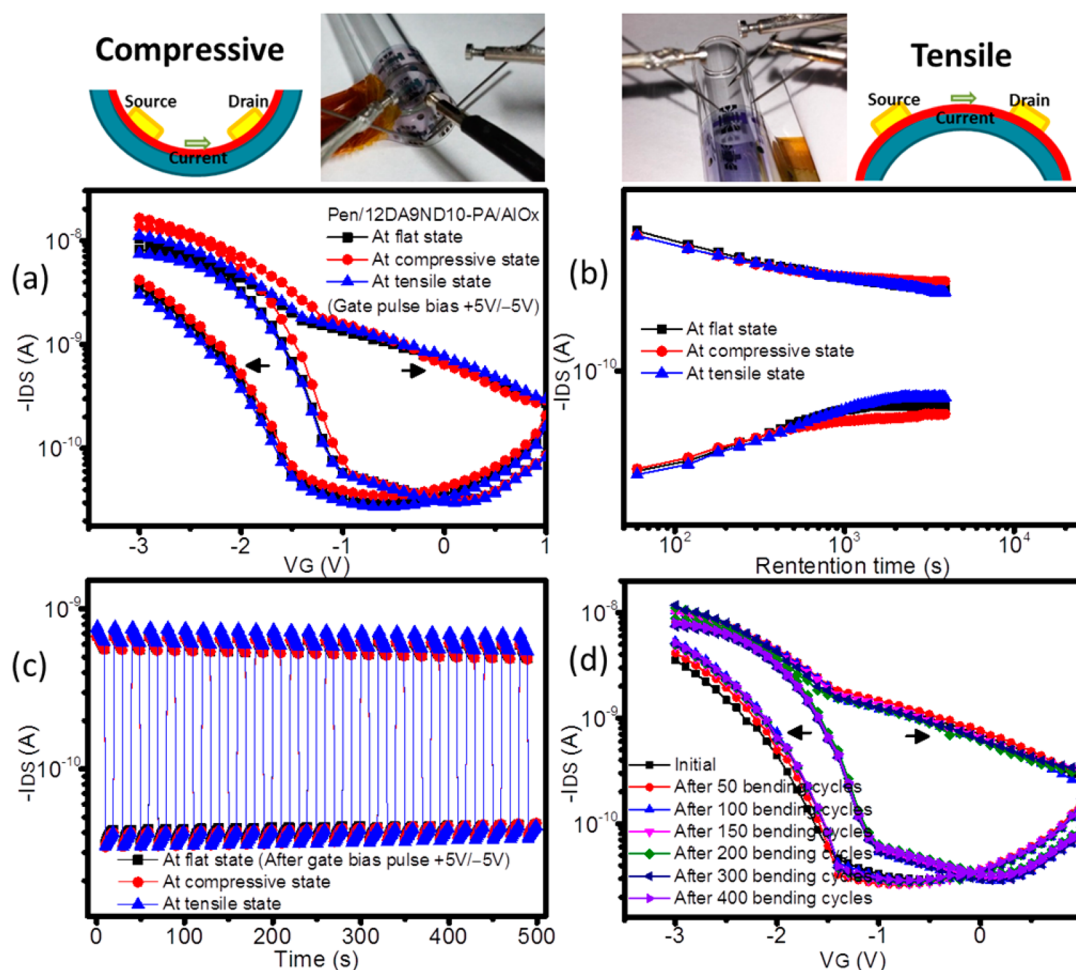 Compressive
Source
Drain
Current
Tensile
Source
Drain
Current
(a)
Pen/12DA9ND10-PA/AlOx
At flat state
At compressive state
At tensile state
(Gate pulse bias +5V/−5V)
10⁻⁸
10⁻⁹
10⁻¹⁰
-IDS (A)
-3
-2
-1
0
1
VG (V)
(b)
At flat state
At compressive state
At tensile state
10⁻¹⁰
-IDS (A)
10²
10³
10⁴
Rentention time (s)
(c)
10⁻⁹
10⁻¹⁰
-IDS (A)
At flat state (After gate bias pulse +5V/−5V)
At compressive state
At tensile state
0
100
200
300
400
500
Time (s)
(d)
10⁻⁸
10⁻⁹
10⁻¹⁰
-IDS (A)
Initial
After 50 bending cycles
After 100 bending cycles
After 150 bending cycles
After 200 bending cycles
After 300 bending cycles
After 400 bending cycles
-3
-2
-1
0
VG (V)